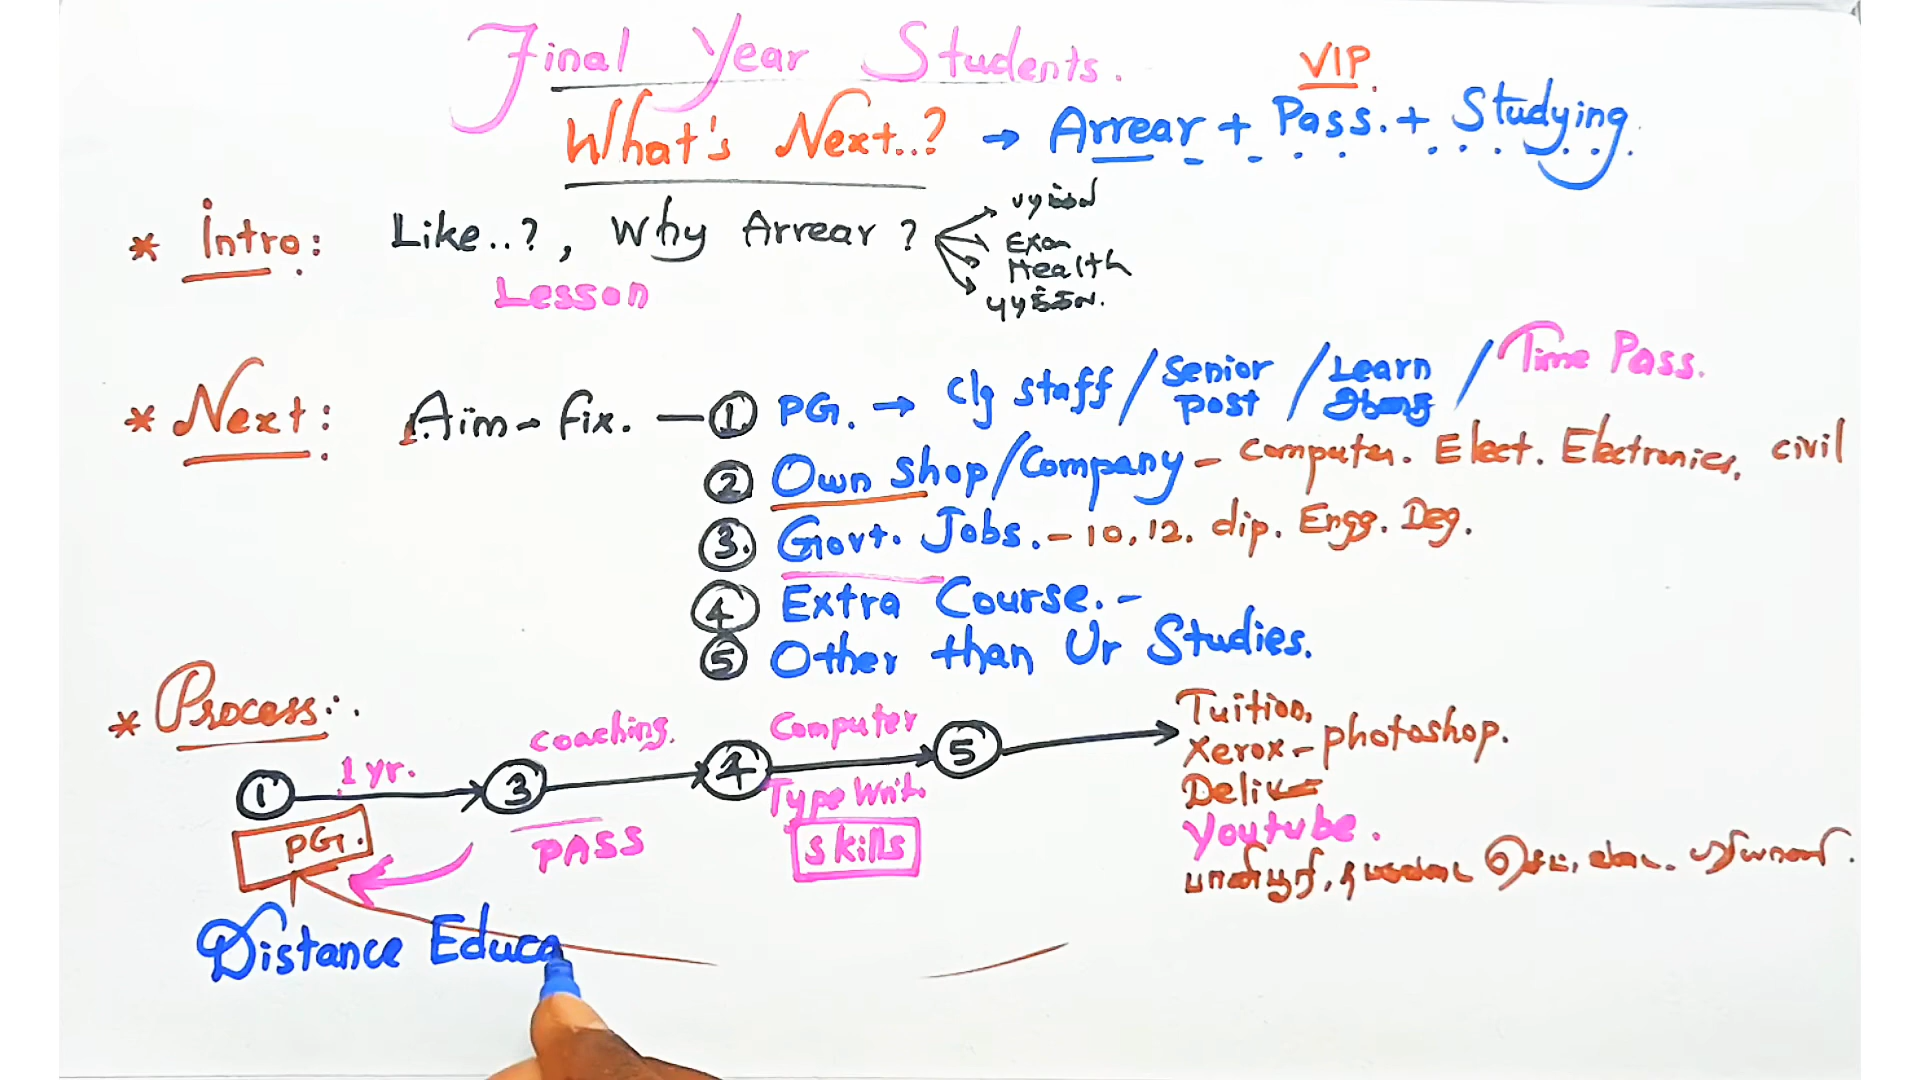 Final Year Students.
VIP.
What's Next..? → Arrear + Pass. + Studying.
* Intro: Like..?, Why Arrear ?
Exam
Health
Lesson
* Next: Aim - fix. — ① PG. → Clg staff / Senior post / Learn / Time Pass.
② Own Shop/Company - Computer. Elect. Electronics, civil
③ Govt. Jobs. - 10, 12. dip. Engg. Deg.
④ Extra Course. -
⑤ Other than Ur Studies.
* Process:
① 1 yr. → ③ Coaching. → ④ Computer → ⑤ → Tuition,
Type Writ.
Xerox - photoshop.
PG. PASS Skills
Youtube.
பானிபூரி,
Distance Educa